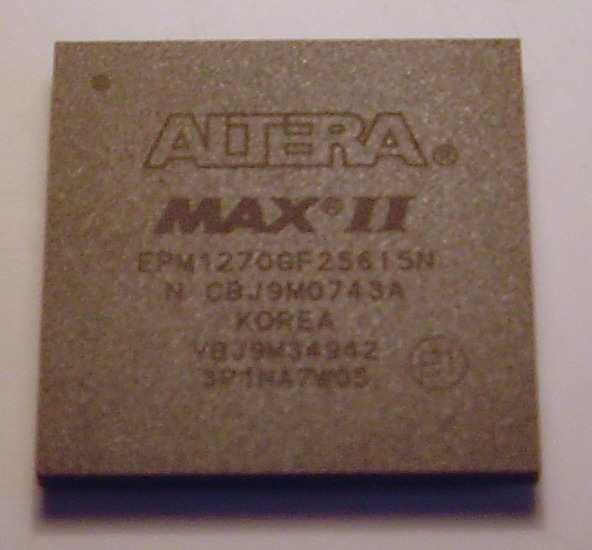 ALTERA®
MAX® II
EPM1270GF256I5N
N CBJ9M0743A
KOREA
VBJ9M34942
3P1NA7W05